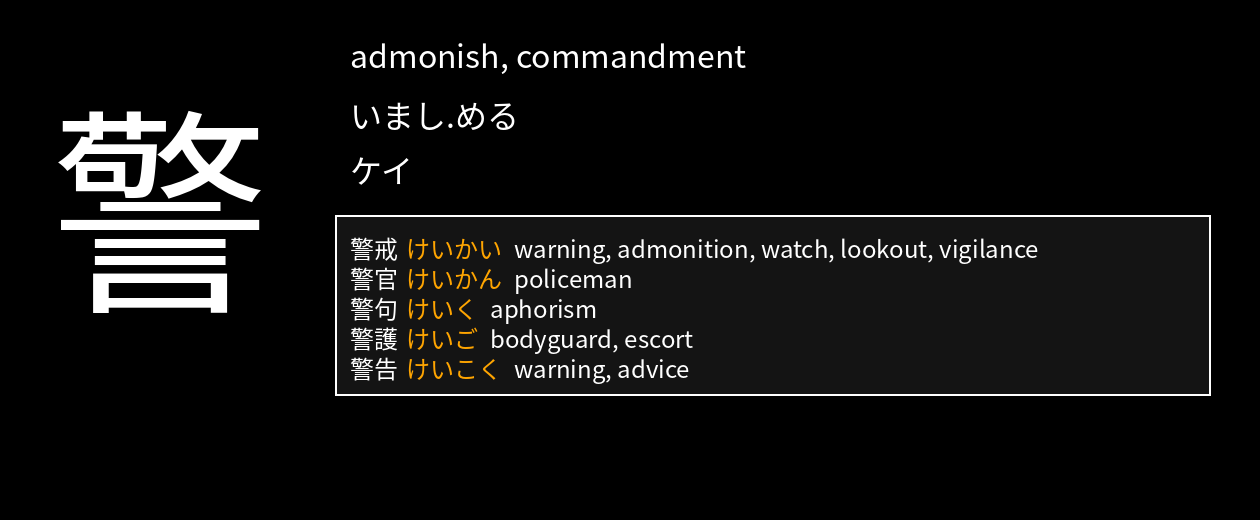 警
admonish, commandment
いまし.める
ケイ
警戒 けいかい warning, admonition, watch, lookout, vigilance
警官 けいかん policeman
警句 けいく aphorism
警護 けいご bodyguard, escort
警告 けいこく warning, advice